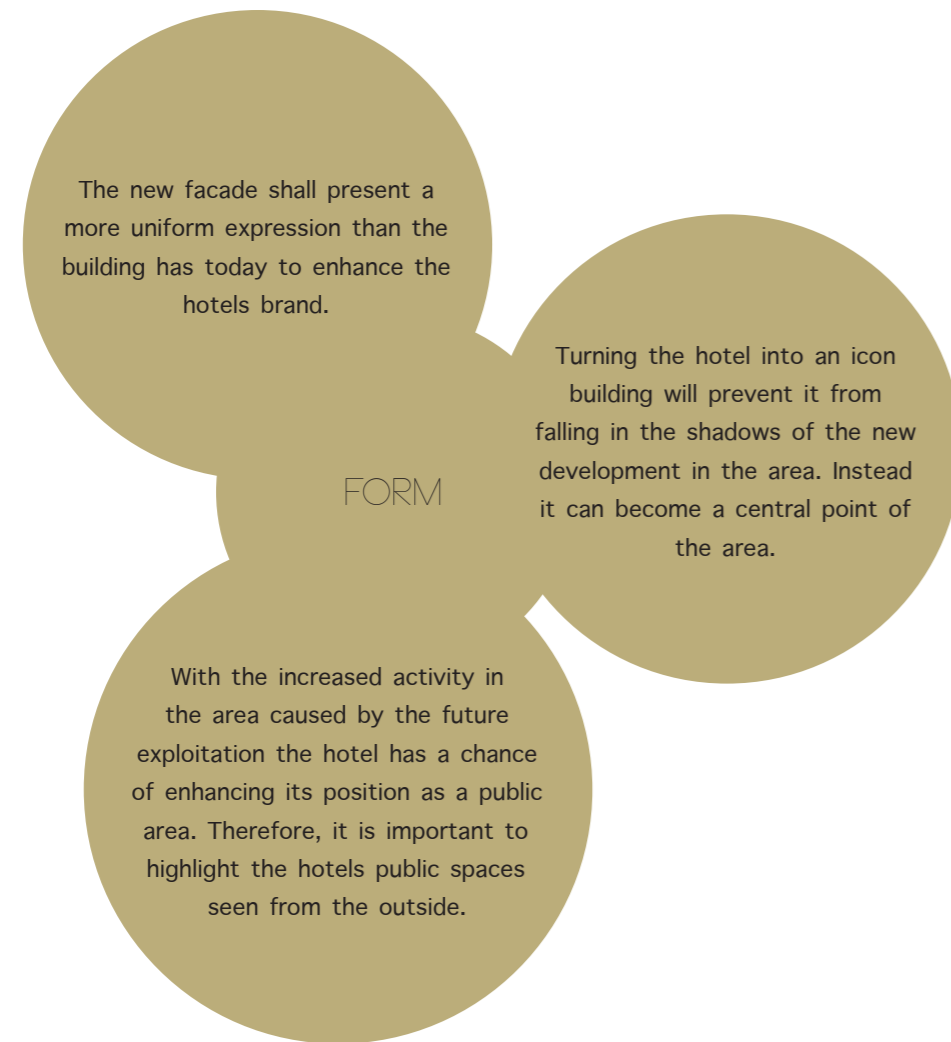 The new facade shall present a
more uniform expression than the
building has today to enhance the
hotels brand.
Turning the hotel into an icon
building will prevent it from
falling in the shadows of the new
development in the area. Instead
it can become a central point of
the area.
FORM
With the increased activity in
the area caused by the future
exploitation the hotel has a chance
of enhancing its position as a public
area. Therefore, it is important to
highlight the hotels public spaces
seen from the outside.